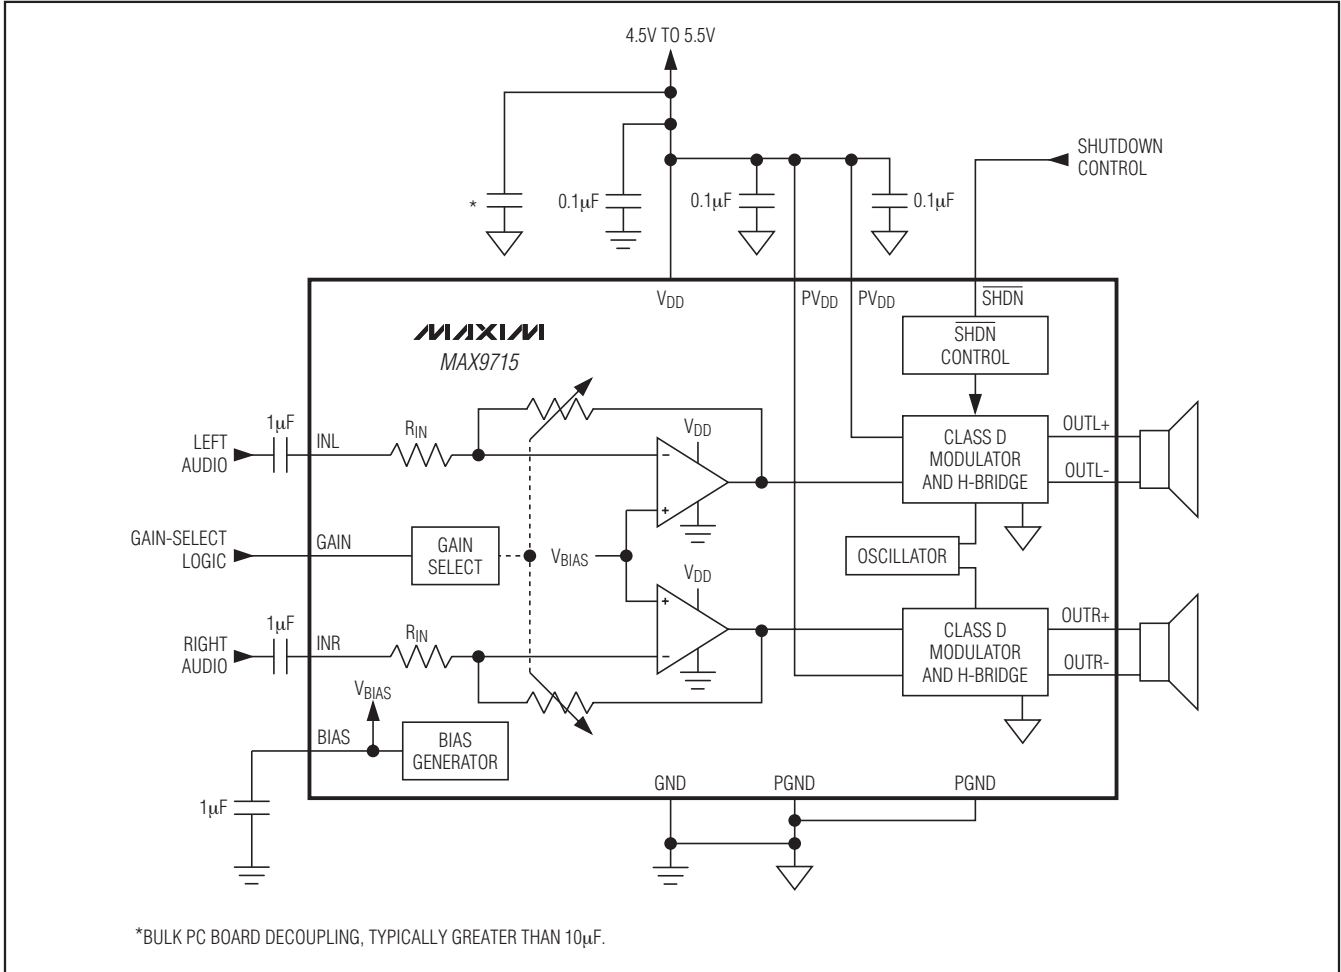 4.5V TO 5.5V
SHUTDOWN
CONTROL
*
0.1µF
0.1µF
0.1µF
VDD
PVDD
PVDD
SHDN
MAXIM
MAX9715
SHDN
CONTROL
1µF
LEFT
AUDIO
INL
RIN
VDD
-
+
CLASS D
MODULATOR
AND H-BRIDGE
OUTL+
OUTL-
GAIN-SELECT
LOGIC
GAIN
GAIN
SELECT
VBIAS
OSCILLATOR
1µF
RIGHT
AUDIO
INR
RIN
VDD
+
-
CLASS D
MODULATOR
AND H-BRIDGE
OUTR+
OUTR-
VBIAS
BIAS
BIAS
GENERATOR
1µF
GND
PGND
PGND
*BULK PC BOARD DECOUPLING, TYPICALLY GREATER THAN 10µF.